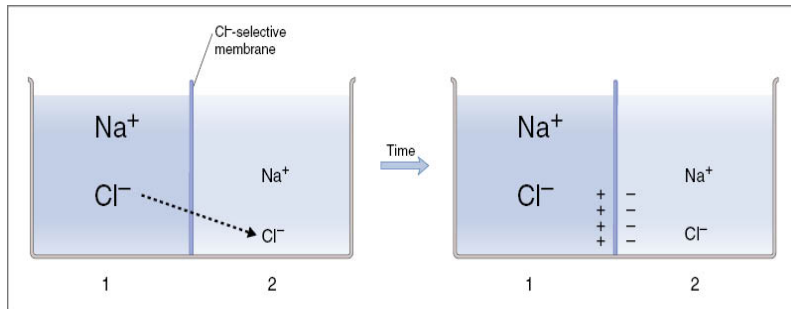 Cl⁻-selective
membrane
Na⁺
Cl⁻
Na⁺
Cl⁻
1
2
Time
Na⁺
Cl⁻
+ −
+ −
+ −
+ −
Na⁺
Cl⁻
1
2